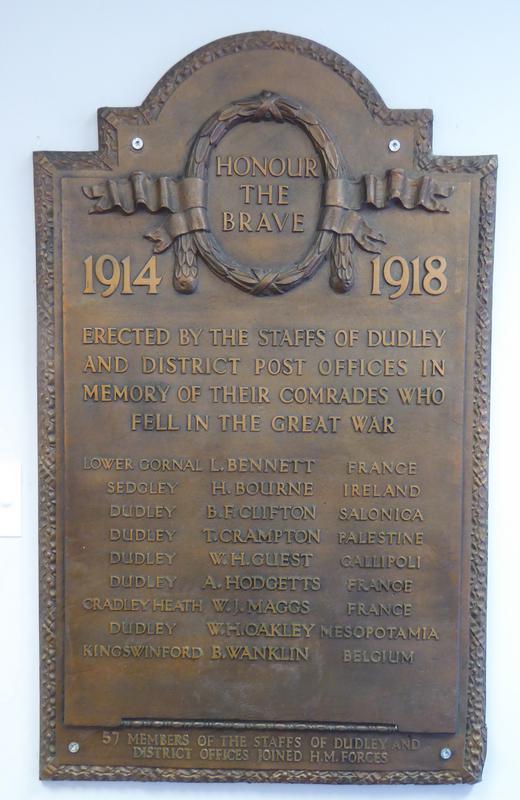 HONOUR
THE
BRAVE
1914 1918
ERECTED BY THE STAFFS OF DUDLEY
AND DISTRICT POST OFFICES IN
MEMORY OF THEIR COMRADES WHO
FELL IN THE GREAT WAR
LOWER GORNAL L. BENNETT FRANCE
SEDGLEY H. BOURNE IRELAND
DUDLEY B. F. CLIFTON SALONICA
DUDLEY T. CRAMPTON PALESTINE
DUDLEY W. H. GUEST GALLIPOLI
DUDLEY A. HODGETTS FRANCE
CRADLEY HEATH W. J. MAGGS FRANCE
DUDLEY W. H. OAKLEY MESOPOTAMIA
KINGSWINFORD B. WANKLIN BELGIUM
57 MEMBERS OF THE STAFFS OF DUDLEY AND
DISTRICT OFFICES JOINED H.M. FORCES